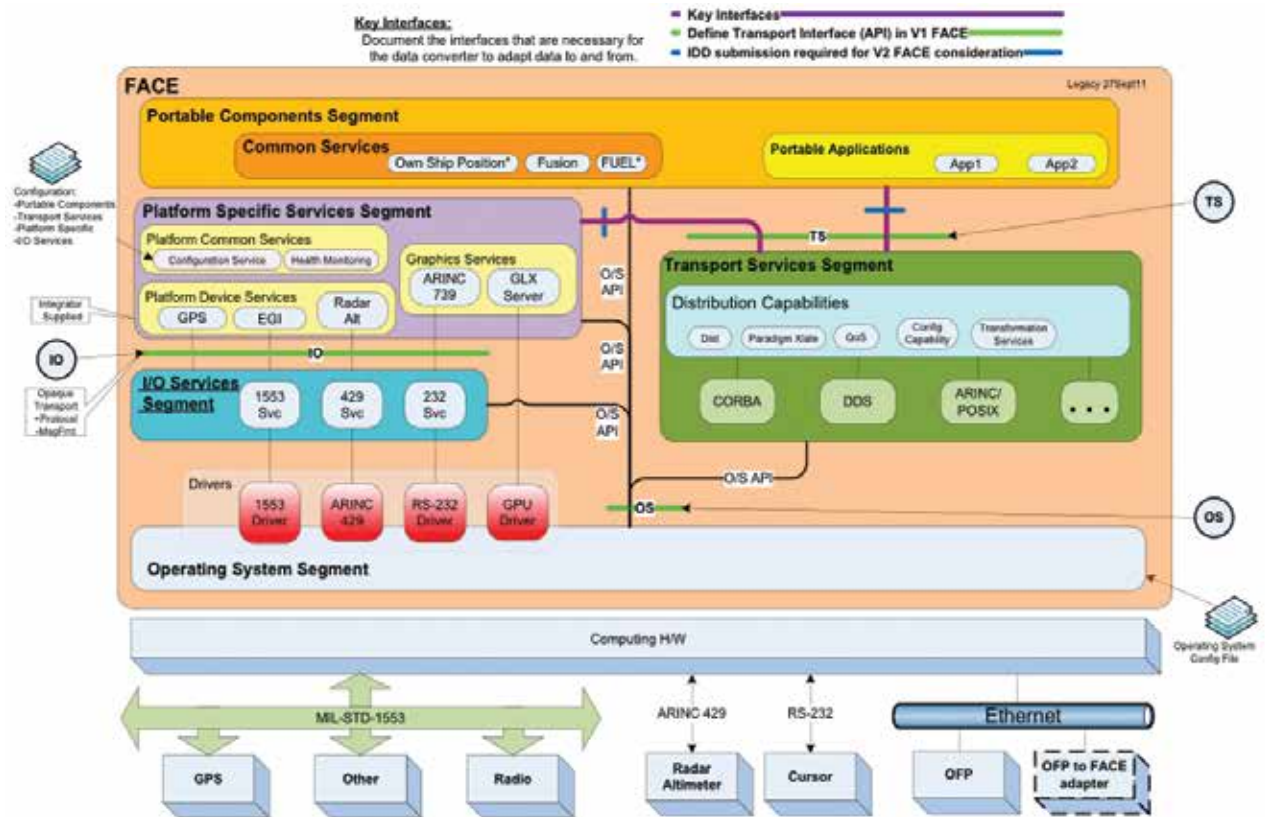 Key Interfaces:
Document the interfaces that are necessary for
the data converter to adapt data to and from.
Key interfaces
Define Transport Interface (API) in V1 FACE
IDD submission required for V2 FACE consideration
FACE
Legacy 27Sept11
Portable Components Segment
Common Services
Own Ship Position*
Fusion
FUEL*
Portable Applications
App1
App2
Configuration:
-Portable Components
-Transport Services
-Platform Specific
-I/O Services
Platform Specific Services Segment
Platform Common Services
Configuration Service
Health Monitoring
Graphics Services
ARINC
739
GLX
Server
Platform Device Services
GPS
EGI
Radar
Alt
Integrator
Supplied
TS
TS
Transport Services Segment
Distribution Capabilities
Dist
Paradigm Xlate
QoS
Config
Capability
Transformation
Services
CORBA
DDS
ARINC/
POSIX
. . .
O/S
API
O/S
API
O/S
API
O/S API
IO
IO
Opaque
Transport
+Protocal
-MsgFmt
I/O Services
Segment
1553
Svc
429
Svc
232
Svc
Drivers
1553
Driver
ARINC
429
RS-232
Driver
GPU
Driver
OS
OS
Operating System Segment
Operating System
Config File
Computing H/W
MIL-STD-1553
ARINC 429
RS-232
Ethernet
GPS
Other
Radio
Radar
Altimeter
Cursor
OFP
OFP to FACE
adapter